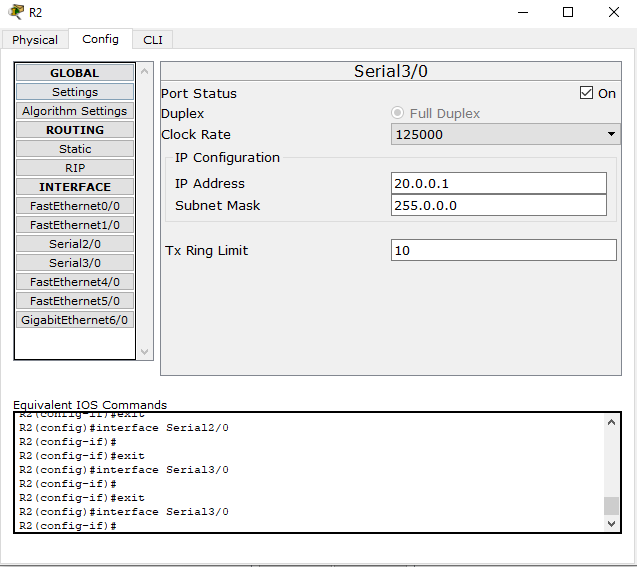 R2
Physical Config CLI
GLOBAL
Settings
Algorithm Settings
ROUTING
Static
RIP
INTERFACE
FastEthernet0/0
FastEthernet1/0
Serial2/0
Serial3/0
FastEthernet4/0
FastEthernet5/0
GigabitEthernet6/0
Serial3/0
Port Status On
Duplex Full Duplex
Clock Rate 125000
IP Configuration
IP Address 20.0.0.1
Subnet Mask 255.0.0.0
Tx Ring Limit 10
Equivalent IOS Commands
R2(config-if)#exit
R2(config)#interface Serial2/0
R2(config-if)#
R2(config-if)#exit
R2(config)#interface Serial3/0
R2(config-if)#
R2(config-if)#exit
R2(config)#interface Serial3/0
R2(config-if)#